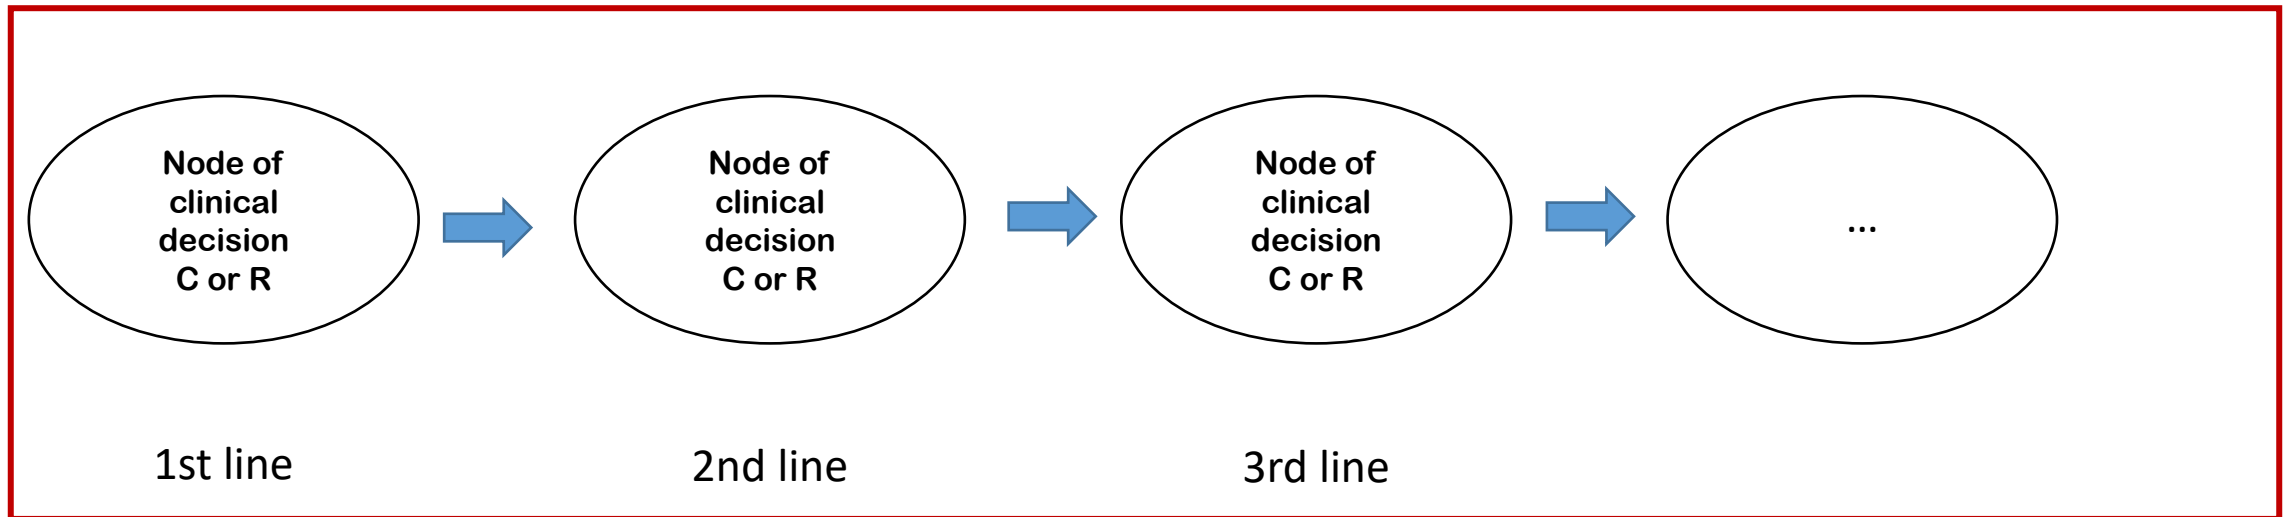 Node of
clinical
decision
C or R
Node of
clinical
decision
C or R
Node of
clinical
decision
C or R
...
1st line
2nd line
3rd line